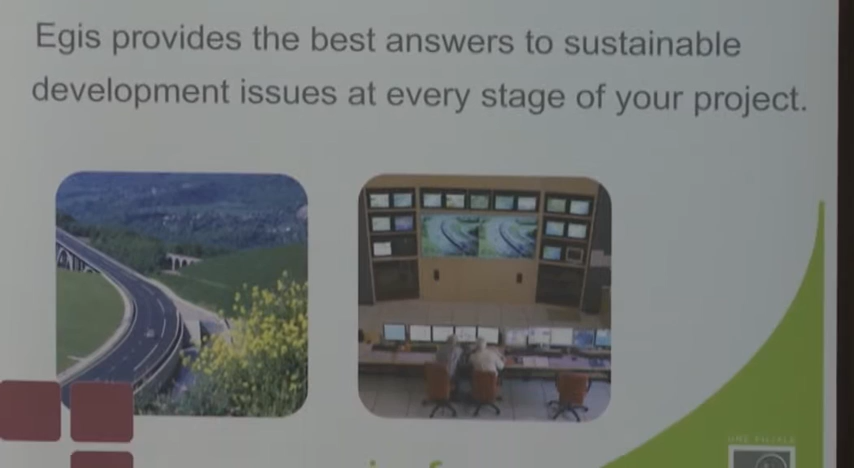 Egis provides the best answers to sustainable
development issues at every stage of your project.